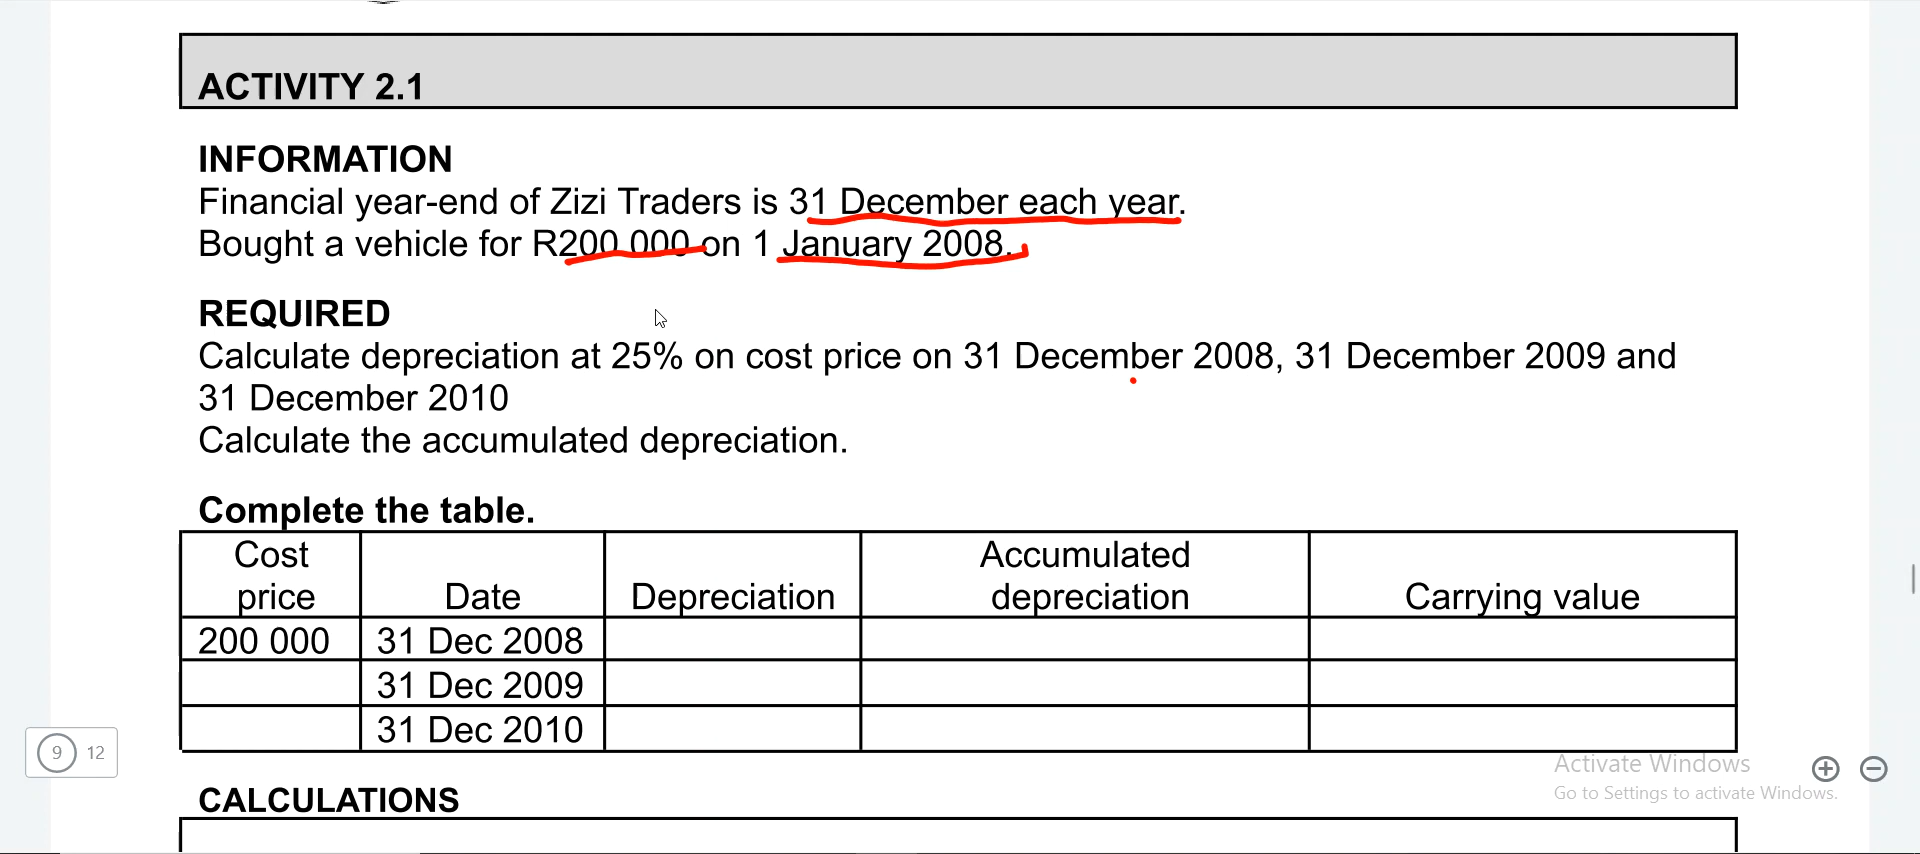 ACTIVITY 2.1
INFORMATION
Financial year-end of Zizi Traders is 31 December each year.
Bought a vehicle for R200 000 on 1 January 2008.
REQUIRED
Calculate depreciation at 25% on cost price on 31 December 2008, 31 December 2009 and
31 December 2010
Calculate the accumulated depreciation.
Complete the table.
Cost price Date Depreciation Accumulated depreciation Carrying value
200 000 31 Dec 2008
31 Dec 2009
31 Dec 2010
9 12
Activate Windows
Go to Settings to activate Windows.
CALCULATIONS